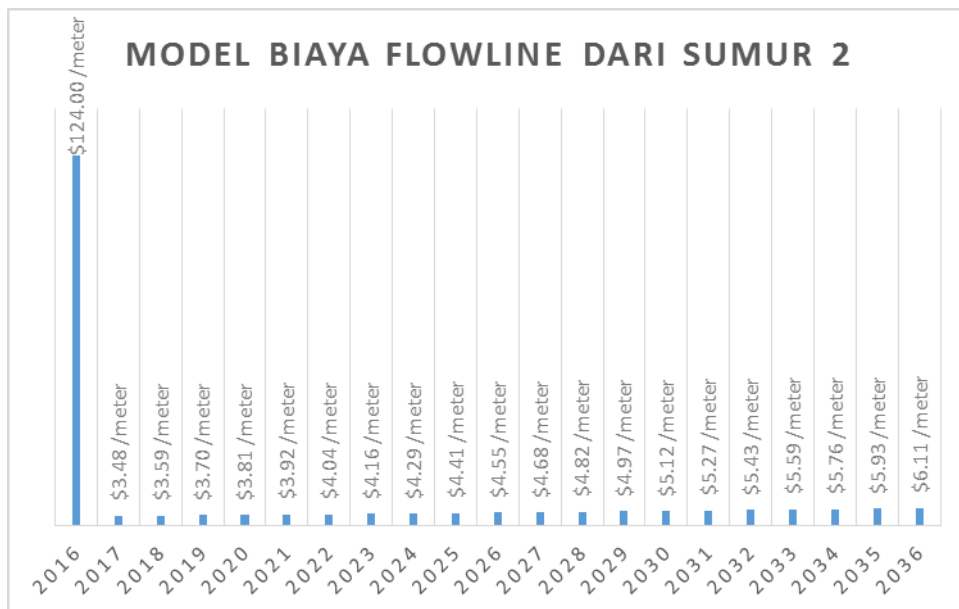 MODEL BIAYA FLOWLINE DARI SUMUR 2
$124.00 /meter
$3.48 /meter
$3.59 /meter
$3.70 /meter
$3.81 /meter
$3.92 /meter
$4.04 /meter
$4.16 /meter
$4.29 /meter
$4.41 /meter
$4.55 /meter
$4.68 /meter
$4.82 /meter
$4.97 /meter
$5.12 /meter
$5.27 /meter
$5.43 /meter
$5.59 /meter
$5.76 /meter
$5.93 /meter
$6.11 /meter
2016
2017
2018
2019
2020
2021
2022
2023
2024
2025
2026
2027
2028
2029
2030
2031
2032
2033
2034
2035
2036